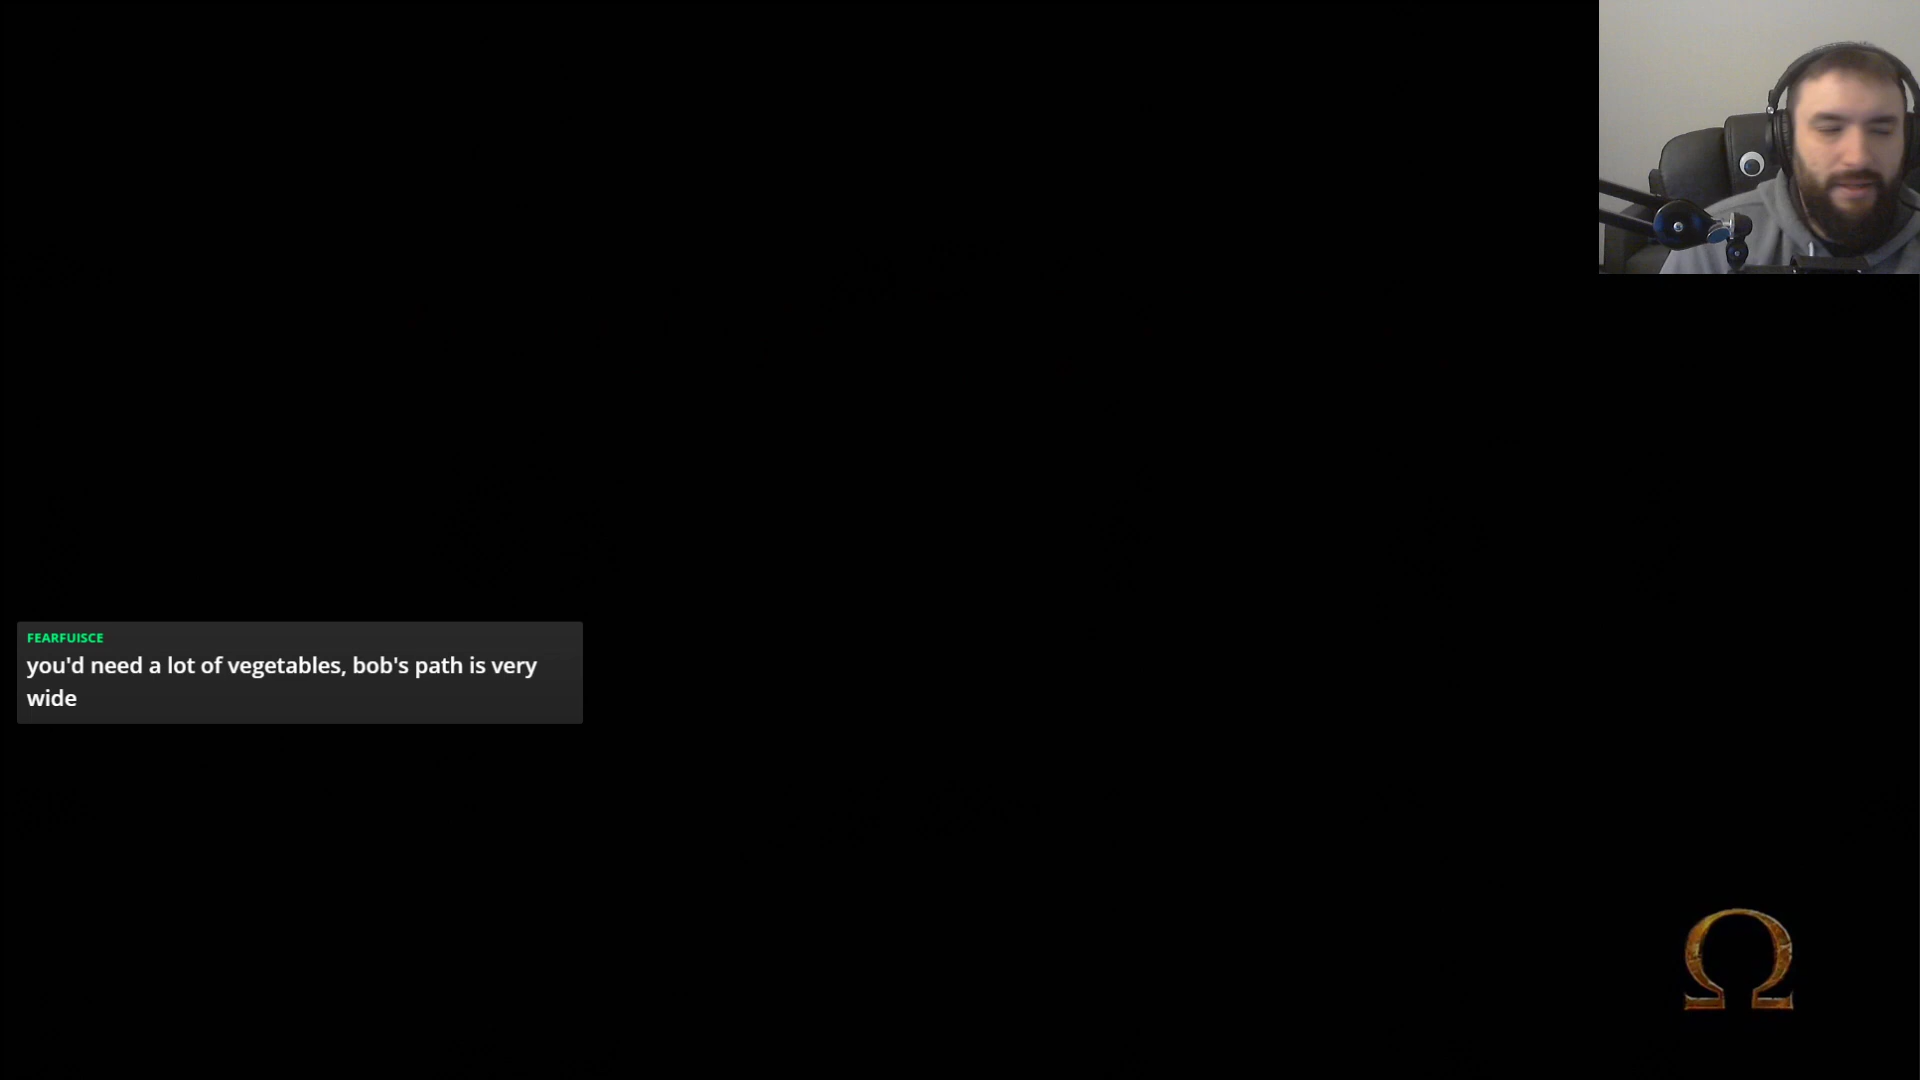 FEARFUISCE
you'd need a lot of vegetables, bob's path is very
wide
Ω